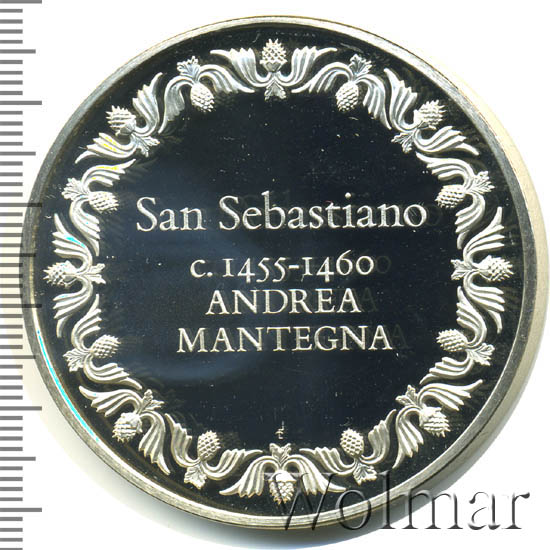 San Sebastiano
c. 1455-1460
ANDREA
MANTEGNA
Wolmar